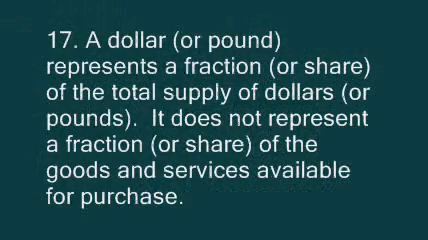 17. A dollar (or pound)
represents a fraction (or share)
of the total supply of dollars (or
pounds).  It does not represent
a fraction (or share) of the
goods and services available
for purchase.